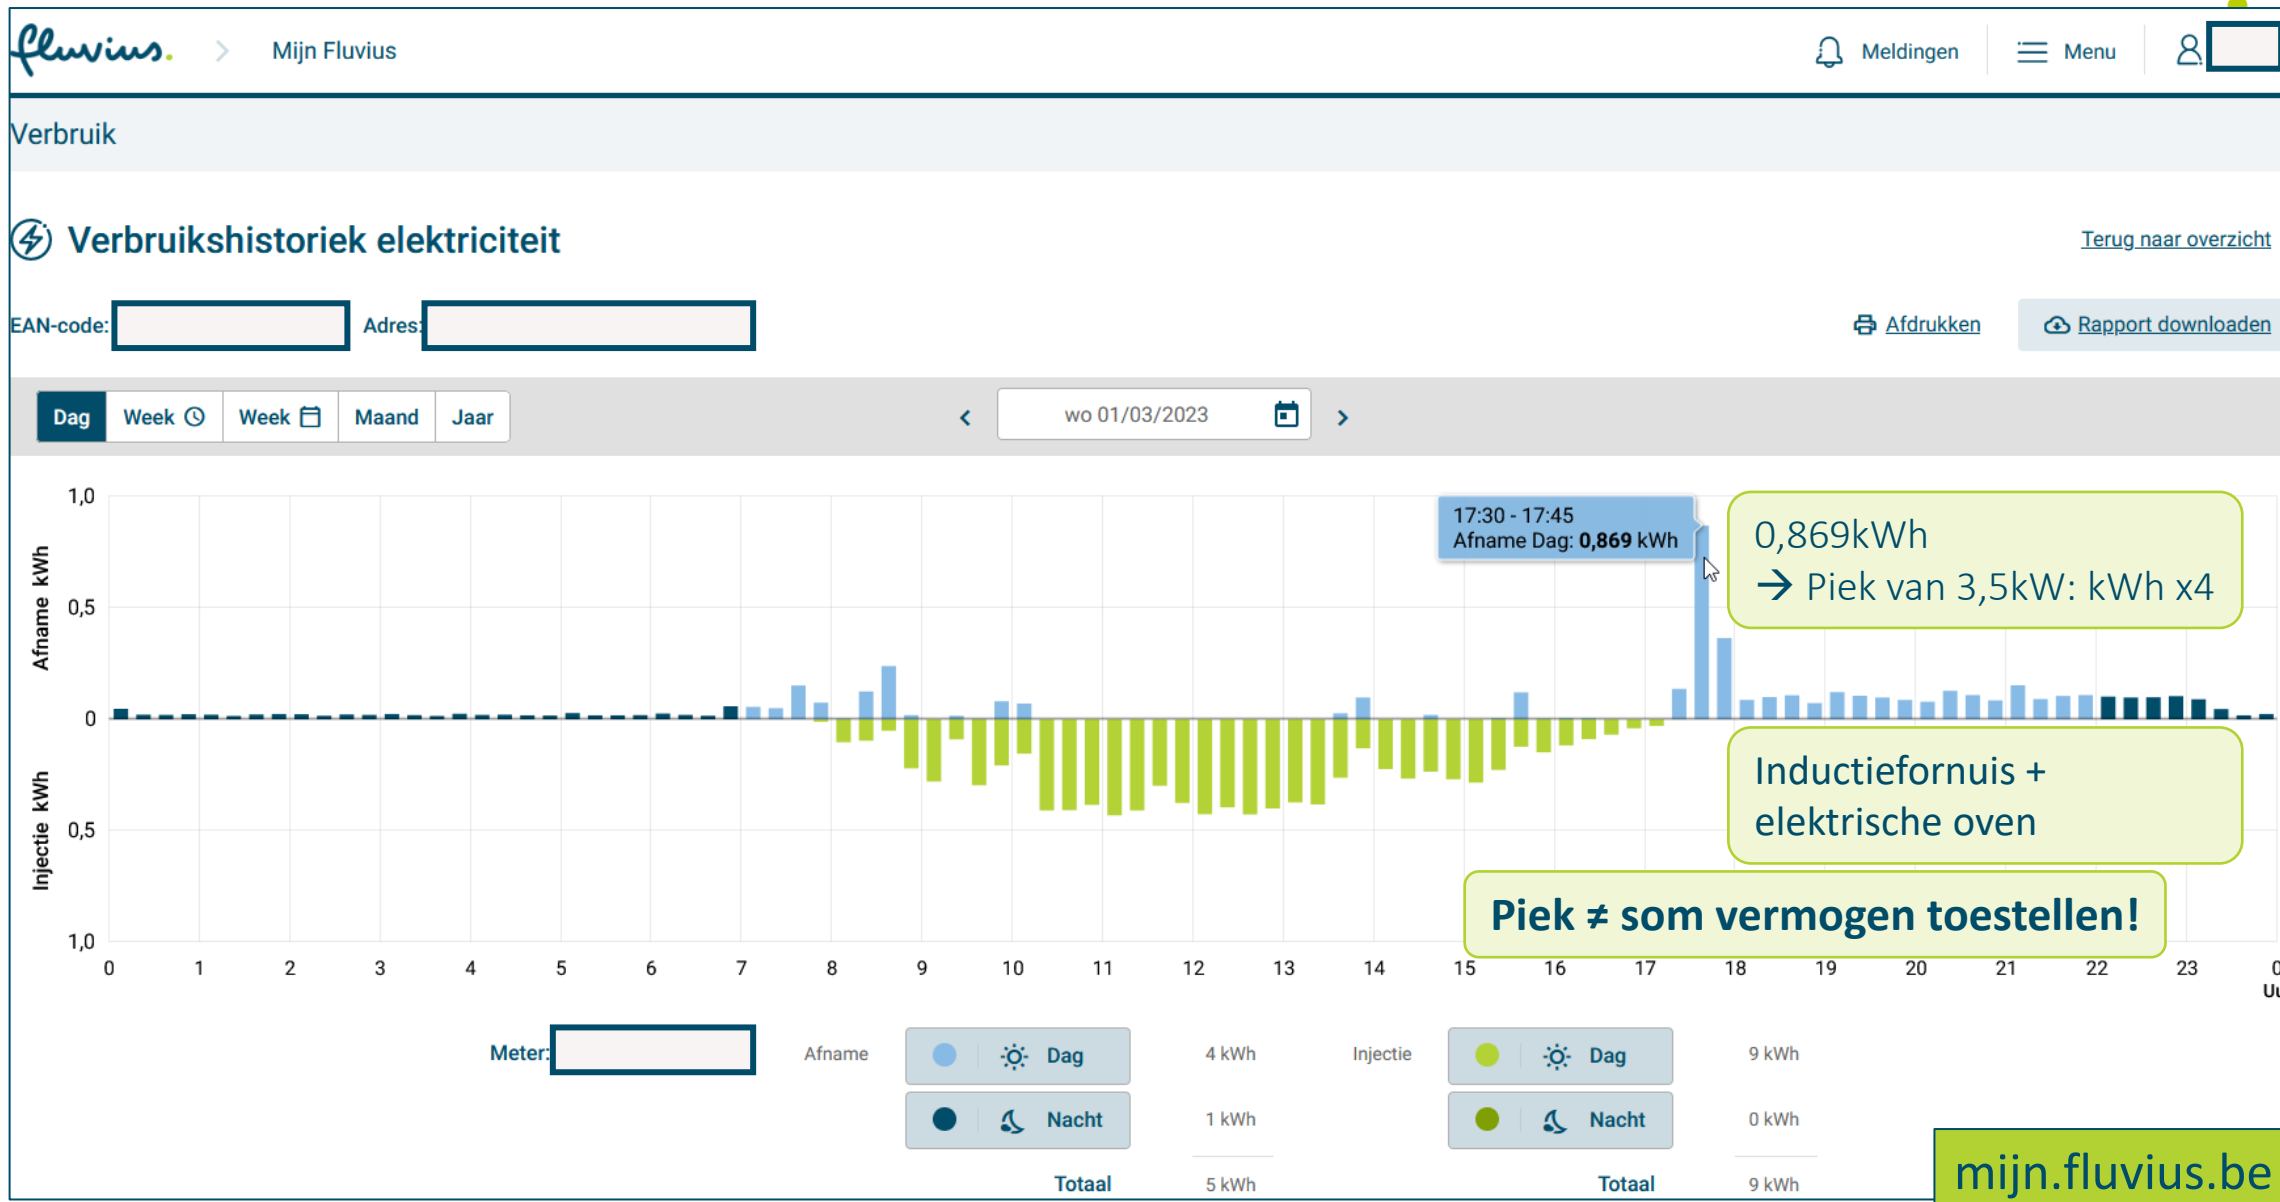 fluvius. > Mijn Fluvius Meldingen Menu
Verbruik
Verbruikshistoriek elektriciteit
Terug naar overzicht
EAN-code: Adres:
Afdrukken Rapport downloaden
Dag Week Week Maand Jaar
< wo 01/03/2023 >
1,0
0,5
0
0,5
1,0
Afname kWh
Injectie kWh
17:30 - 17:45
Afname Dag: 0,869 kWh
0,869kWh
→ Piek van 3,5kW: kWh x4
Inductiefornuis +
elektrische oven
Piek ≠ som vermogen toestellen!
0 1 2 3 4 5 6 7 8 9 10 11 12 13 14 15 16 17 18 19 20 21 22 23 0
Meter: Afname Dag 4 kWh Injectie Dag 9 kWh
Nacht 1 kWh Nacht 0 kWh
Totaal 5 kWh Totaal 9 kWh
mijn.fluvius.be